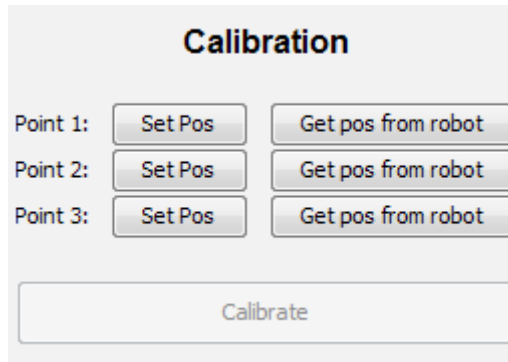 Calibration
Point 1: Set Pos Get pos from robot
Point 2: Set Pos Get pos from robot
Point 3: Set Pos Get pos from robot
Calibrate